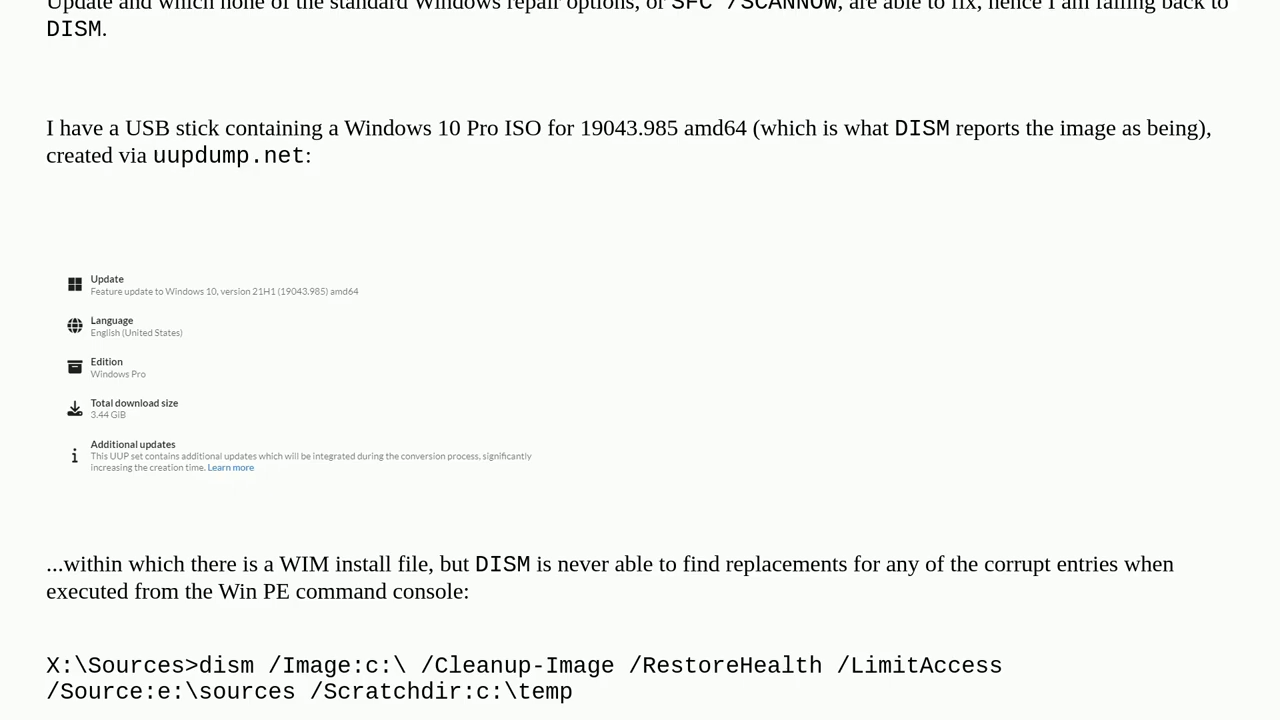 Update and which none of the standard Windows repair options, or SFC /SCANNOW, are able to fix, hence I am falling back to
DISM.
I have a USB stick containing a Windows 10 Pro ISO for 19043.985 amd64 (which is what DISM reports the image as being),
created via uupdump.net:
Update
Feature update to Windows 10, version 21H1 (19043.985) amd64
Language
English (United States)
Edition
Windows Pro
Total download size
3.44 GiB
Additional updates
This UUP set contains additional updates which will be integrated during the conversion process, significantly
increasing the creation time. Learn more
...within which there is a WIM install file, but DISM is never able to find replacements for any of the corrupt entries when
executed from the Win PE command console:
X:\Sources>dism /Image:c:\ /Cleanup-Image /RestoreHealth /LimitAccess
/Source:e:\sources /Scratchdir:c:\temp